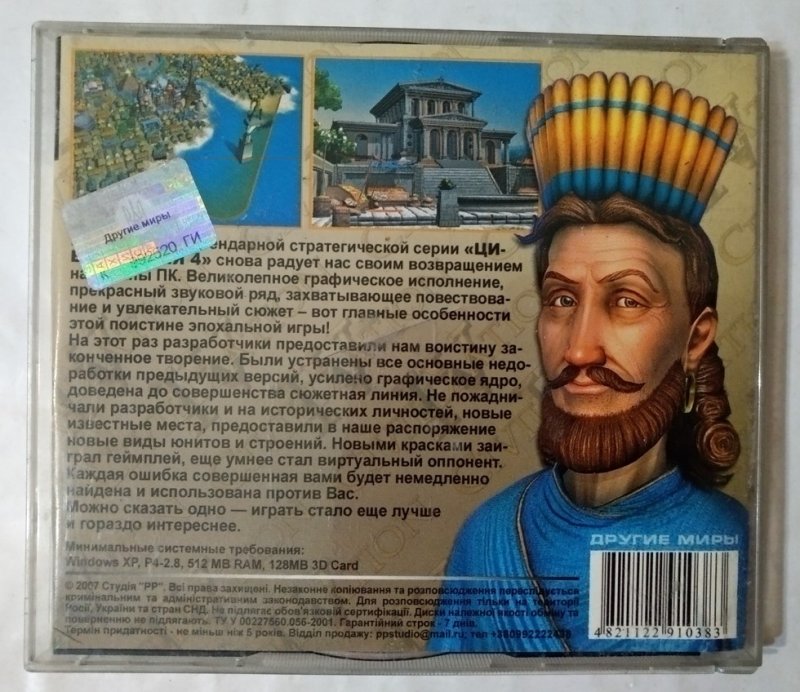 Другие миры
ендарной стратегической серии «ЦИ-
4» снова радует нас своим возвращением
ны ПК. Великолепное графическое исполнение,
прекрасный звуковой ряд, захватывающее повествова-
ние и увлекательный сюжет – вот главные особенности
этой поистине эпохальной игры!
На этот раз разработчики предоставили нам воистину за-
конченное творение. Были устранены все основные недо-
работки предыдущих версий, усилено графическое ядро,
доведена до совершенства сюжетная линия. Не пожадни-
чали разработчики и на исторических личностей, новые
известные места, предоставили в наше распоряжение
новые виды юнитов и строений. Новыми красками заи-
грал геймплей, еще умнее стал виртуальный оппонент.
Каждая ошибка совершенная вами будет немедленно
найдена и использована против Вас.
Можно сказать одно — играть стало еще лучше
и гораздо интереснее.
Минимальные системные требования:
Windows XP, P4-2.8, 512 MB RAM, 128MB 3D Card
© 2007 Студія "РР". Всі права захищені. Незаконне копіювання та розповсюдження переслідується
кримінальним та адміністративним законодавством. Для розповсюдження тільки на території
Росії, України та стран СНД. Не підлягає обов'язковій сертифікації. Диски належної якості обміну та
поверненню не підлягають. ТУ У 00227560.056-2001. Гарантійний строк - 7 днів.
Термін придатності - не меньш ніж 5 років. Відділ продажу: ppstudio@mail.ru; тел
ДРУГИЕ МИРЫ
4 821122 910383